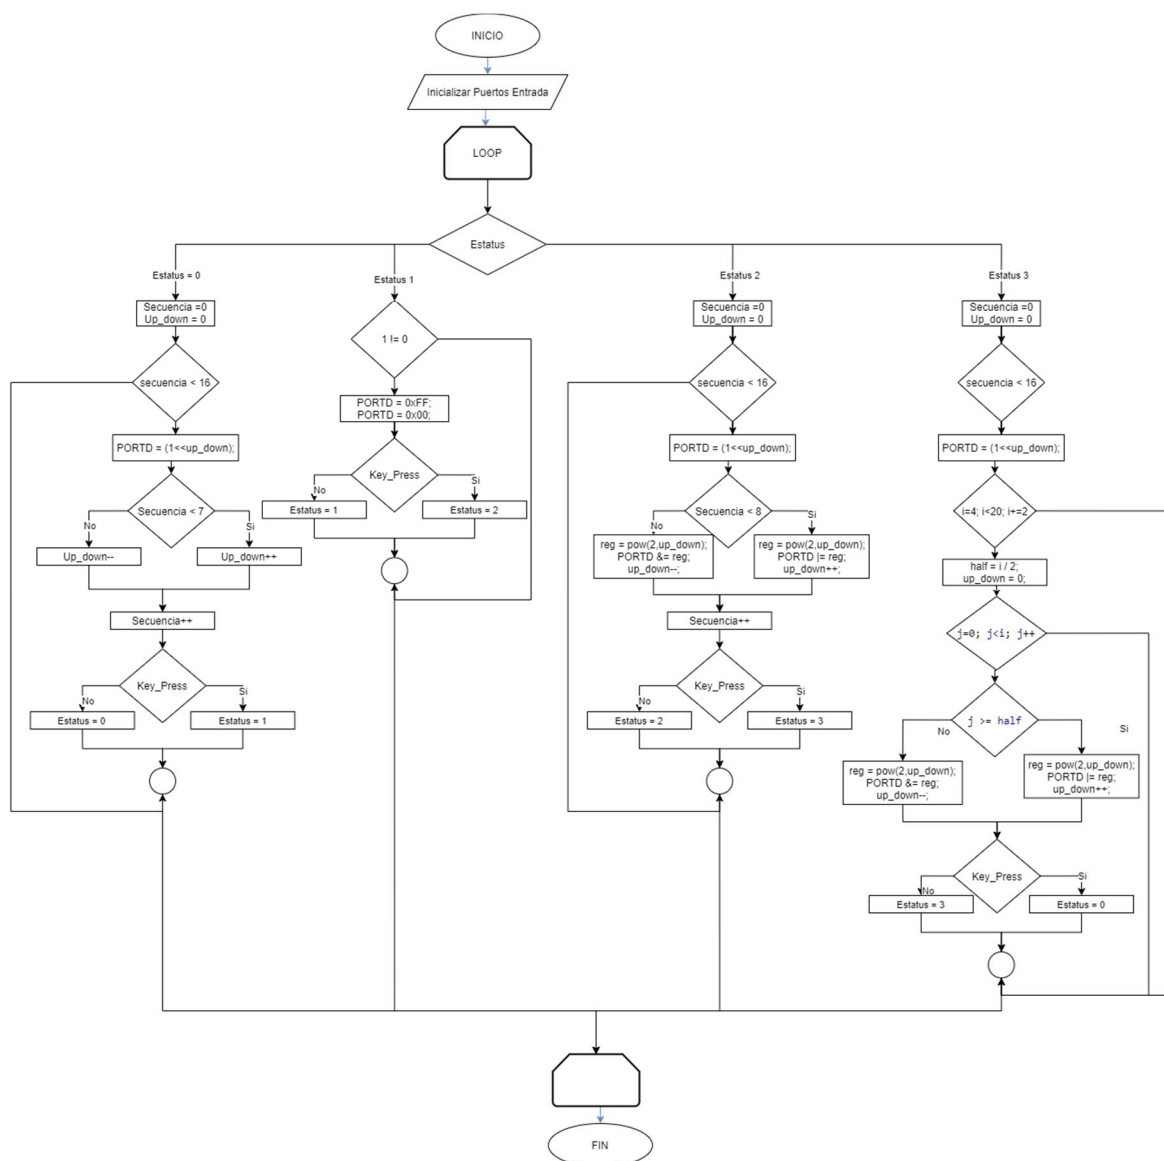 INICIO
Inicializar Puertos Entrada
LOOP
Estatus
Estatus = 0
Secuencia =0
Up_down = 0
secuencia < 16
PORTD = (1<<up_down);
Secuencia < 7
No
Si
Up_down--
Up_down++
Secuencia++
Key_Press
No
Si
Estatus = 0
Estatus = 1
Estatus 1
1 != 0
PORTD = 0xFF;
PORTD = 0x00;
Key_Press
No
Si
Estatus = 1
Estatus = 2
Estatus 2
Secuencia =0
Up_down = 0
secuencia < 16
PORTD = (1<<up_down);
Secuencia < 8
No
Si
reg = pow(2,up_down);
PORTD &= reg;
up_down--;
reg = pow(2,up_down);
PORTD |= reg;
up_down++;
Secuencia++
Key_Press
No
Si
Estatus = 2
Estatus = 3
Estatus 3
Secuencia =0
Up_down = 0
secuencia < 16
PORTD = (1<<up_down);
i=4; i<20; i+=2
half = i / 2;
up_down = 0;
j=0; j<i; j++
j >= half
No
Si
reg = pow(2,up_down);
PORTD &= reg;
up_down--;
reg = pow(2,up_down);
PORTD |= reg;
up_down++;
Key_Press
No
Si
Estatus = 3
Estatus = 0
FIN